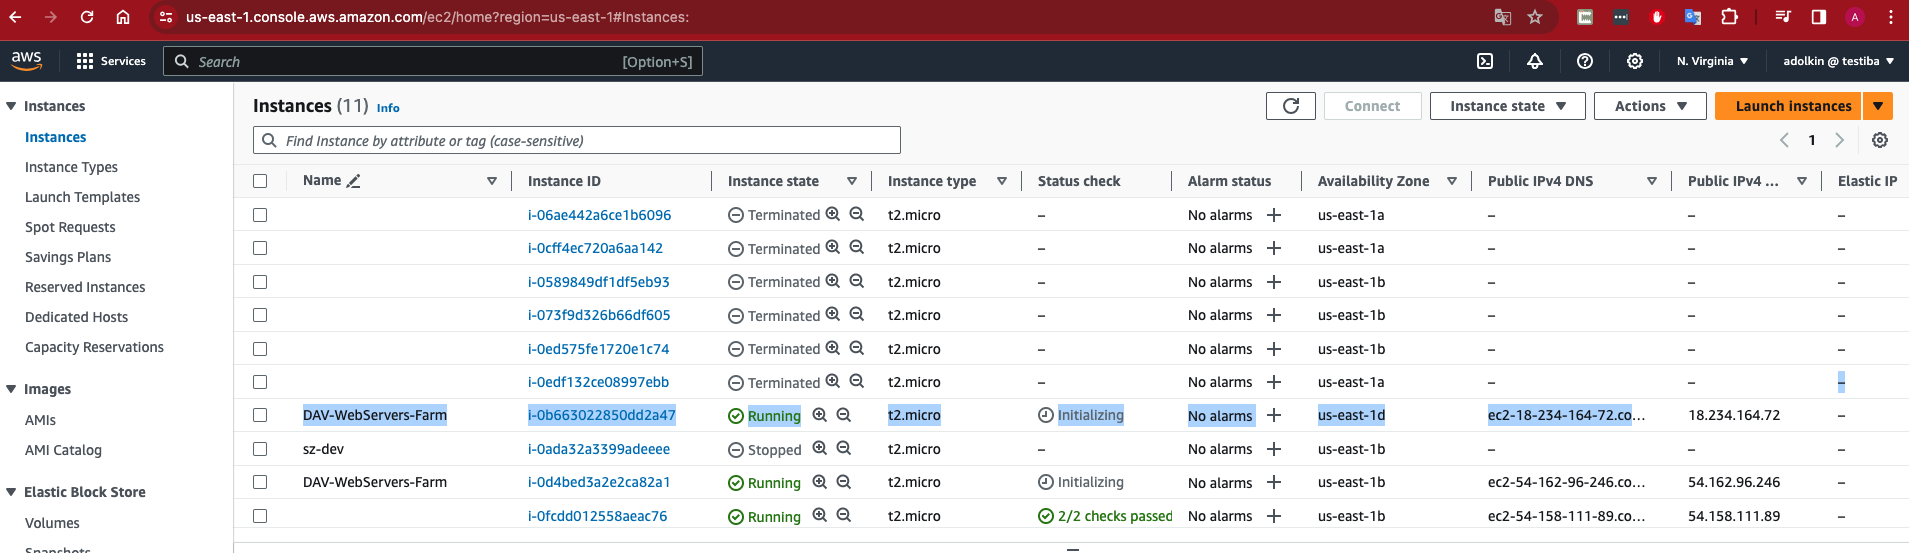 us-east-1.console.aws.amazon.com/ec2/home?region=us-east-1#Instances:
A
aws Services Search [Option+S] N. Virginia adolkin @ testiba
Instances
Instances
Instance Types
Launch Templates
Spot Requests
Savings Plans
Reserved Instances
Dedicated Hosts
Capacity Reservations
Images
AMIs
AMI Catalog
Elastic Block Store
Volumes
Snapshots
Instances (11) Info Connect Instance state Actions Launch instances
Find Instance by attribute or tag (case-sensitive) 1
Name Instance ID Instance state Instance type Status check Alarm status Availability Zone Public IPv4 DNS Public IPv4 ... Elastic IP
i-06ae442a6ce1b6096 Terminated t2.micro – No alarms + us-east-1a – – –
i-0cff4ec720a6aa142 Terminated t2.micro – No alarms + us-east-1a – – –
i-0589849df1df5eb93 Terminated t2.micro – No alarms + us-east-1b – – –
i-073f9d326b66df605 Terminated t2.micro – No alarms + us-east-1b – – –
i-0ed575fe1720e1c74 Terminated t2.micro – No alarms + us-east-1b – – –
i-0edf132ce08997ebb Terminated t2.micro – No alarms + us-east-1a – – –
DAV-WebServers-Farm i-0b663022850dd2a47 Running t2.micro Initializing No alarms + us-east-1d ec2-18-234-164-72.co... 18.234.164.72 –
sz-dev i-0ada32a3399adeeee Stopped t2.micro – No alarms + us-east-1b – – –
DAV-WebServers-Farm i-0d4bed3a2e2ca82a1 Running t2.micro Initializing No alarms + us-east-1b ec2-54-162-96-246.co... 54.162.96.246 –
i-0fcdd012558aeac76 Running t2.micro 2/2 checks passed No alarms + us-east-1b ec2-54-158-111-89.co... 54.158.111.89 –